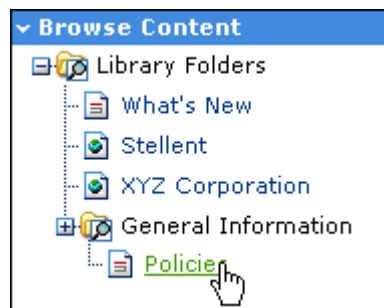 Browse Content
Library Folders
What's New
Stellent
XYZ Corporation
General Information
Policies